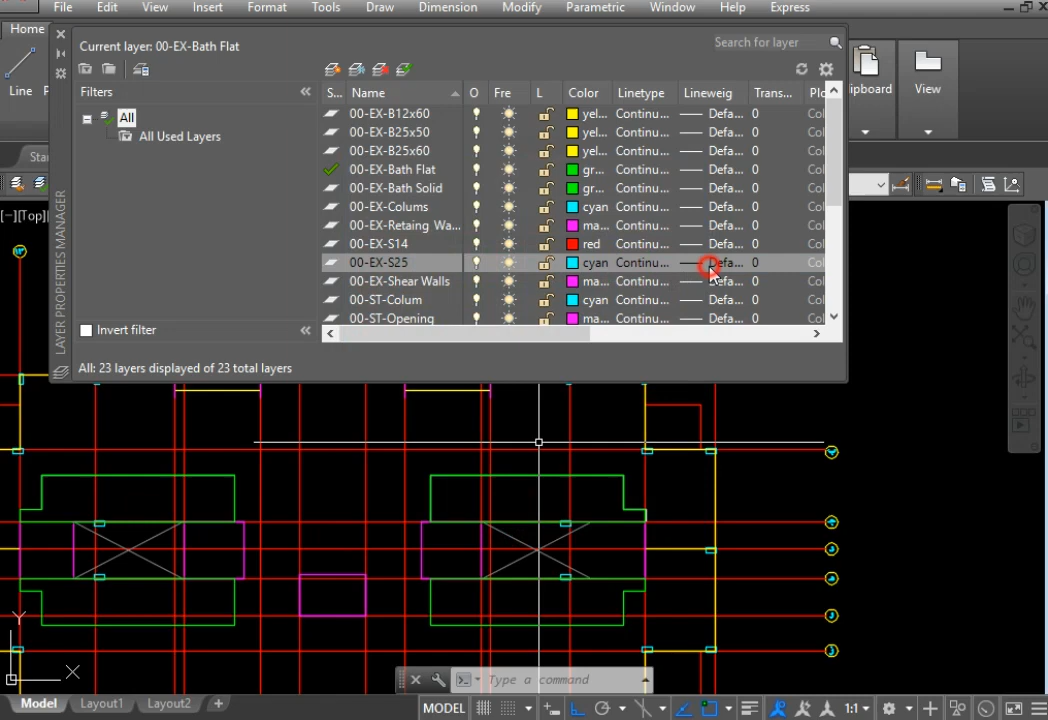 File Edit View Insert Format Tools Draw Dimension Modify Parametric Window Help Express
Home
Current layer: 00-EX-Bath Flat
Search for layer
Line
Filters
All
All Used Layers
Invert filter
LAYER PROPERTIES MANAGER
S... Name O Fre L Color Linetype Lineweig Trans... Plo
00-EX-B12x60 yel... Continu... Defa... 0 Col
00-EX-B25x50 yel... Continu... Defa... 0 Col
00-EX-B25x60 yel... Continu... Defa... 0 Col
00-EX-Bath Flat gr... Continu... Defa... 0 Col
00-EX-Bath Solid gr... Continu... Defa... 0 Col
00-EX-Colums cyan Continu... Defa... 0 Col
00-EX-Retaing Wa... ma... Continu... Defa... 0 Col
00-EX-S14 red Continu... Defa... 0 Col
00-EX-S25 cyan Continu... Defa... 0 Col
00-EX-Shear Walls ma... Continu... Defa... 0 Col
00-ST-Colum cyan Continu... Defa... 0 Col
00-ST-Opening ma... Continu... Defa... 0 Col
All: 23 layers displayed of 23 total layers
ipboard
View
Sta
[−][Top]
Y
X
Type a command
Model Layout1 Layout2 +
MODEL 1:1